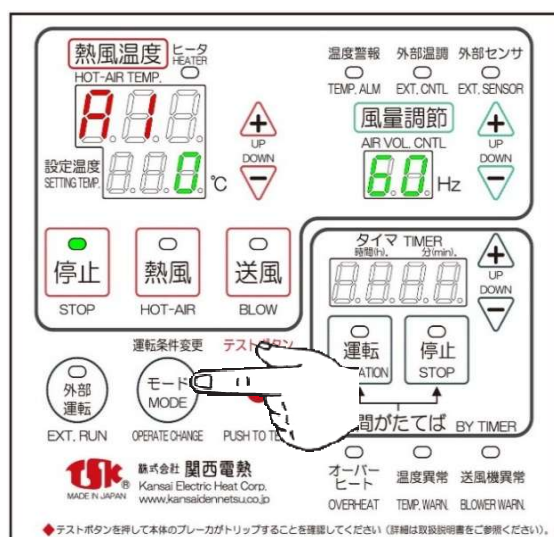 熱風温度 ヒータ
HEATER
HOT-AIR TEMP.
A1
設定温度
SETTING TEMP.
0 ℃
+
UP
DOWN
−
温度警報 外部温調 外部センサ
TEMP. ALM EXT. CNTL EXT. SENSOR
風量調節
AIR VOL. CNTL
60 Hz
+
UP
DOWN
−
停止 熱風 送風
STOP HOT-AIR BLOW
タイマ TIMER
時間(h). 分(min).
+
UP
DOWN
−
運転 停止
ATION STOP
間がたてば BY TIMER
運転条件変更 テストボタン
外部
運転
モード
MODE
EXT. RUN OPERATE CHANGE PUSH TO TE
オーバー
ヒート
温度異常 送風機異常
OVERHEAT TEMP. WARN. BLOWER WARN.
TSK ®
MADE IN JAPAN
株式会社 関西電熱
Kansai Electric Heat Corp.
www.kansaidennetsu.co.jp
◆テストボタンを押して本体のブレーカがトリップすることを確認してください（詳細は取扱説明書をご参照ください）。